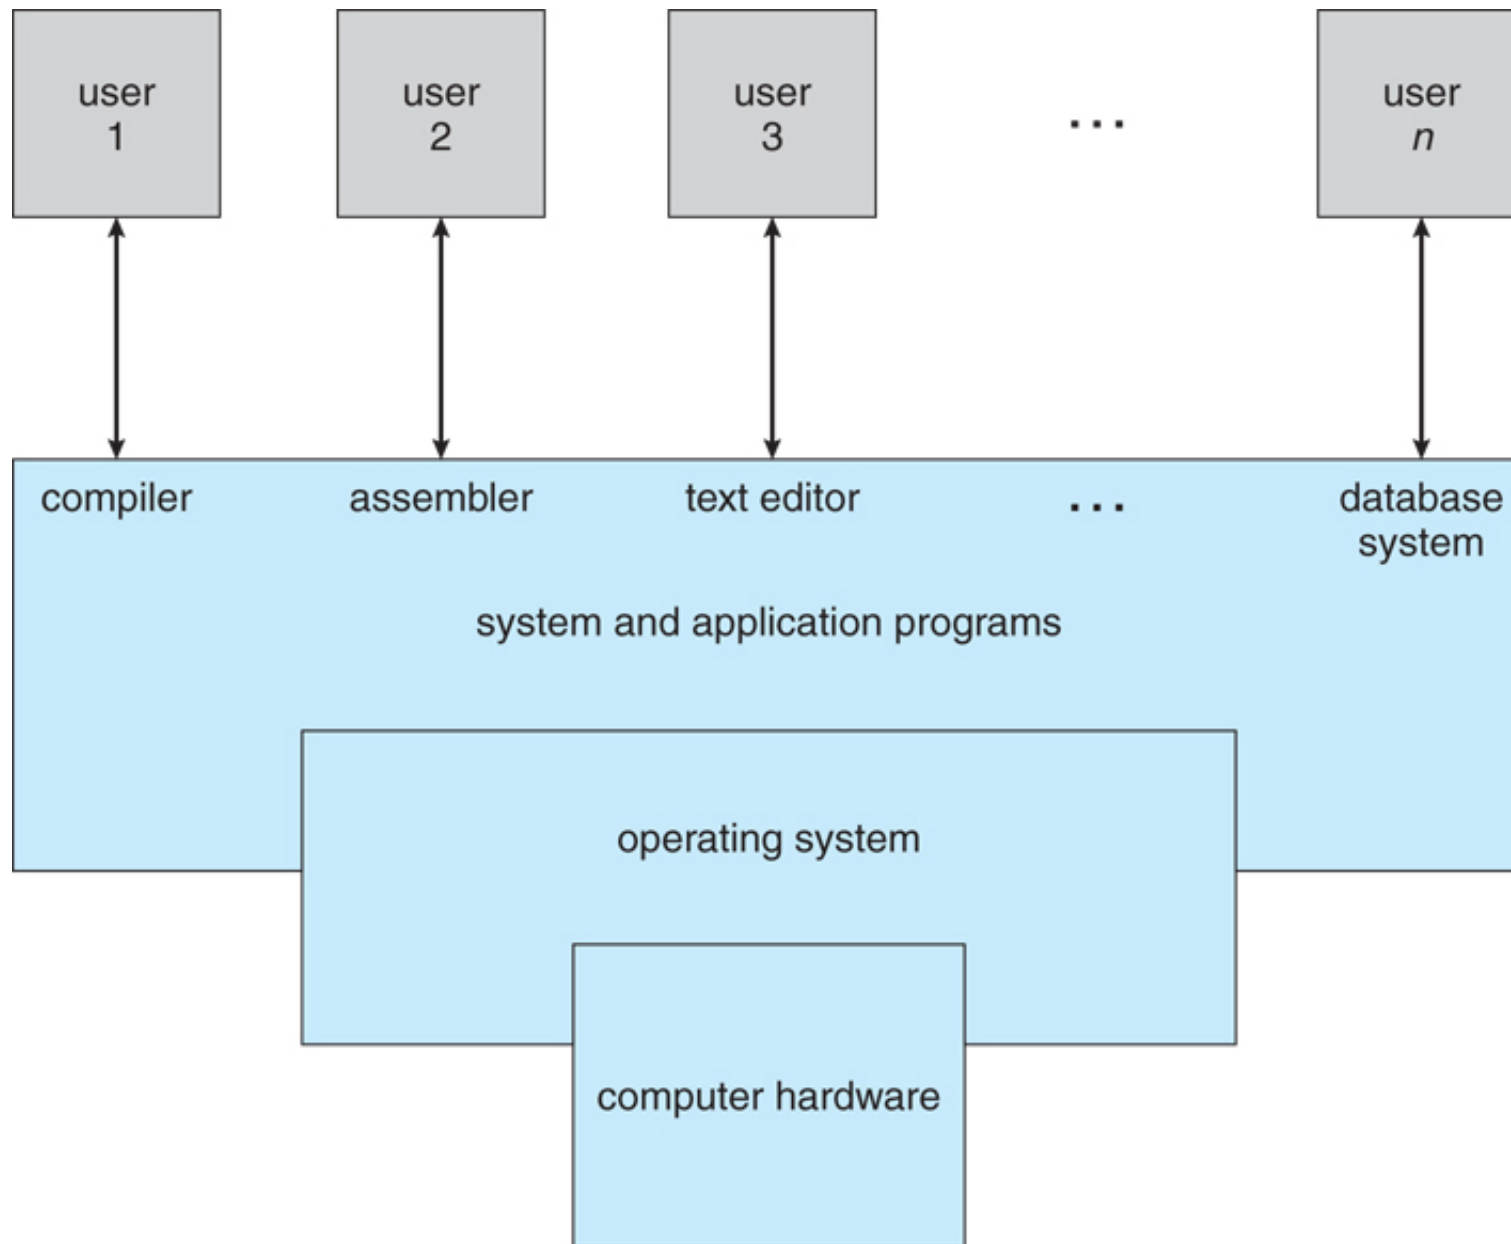 user
1
user
2
user
3
...
user
n
compiler
assembler
text editor
...
database
system
system and application programs
operating system
computer hardware